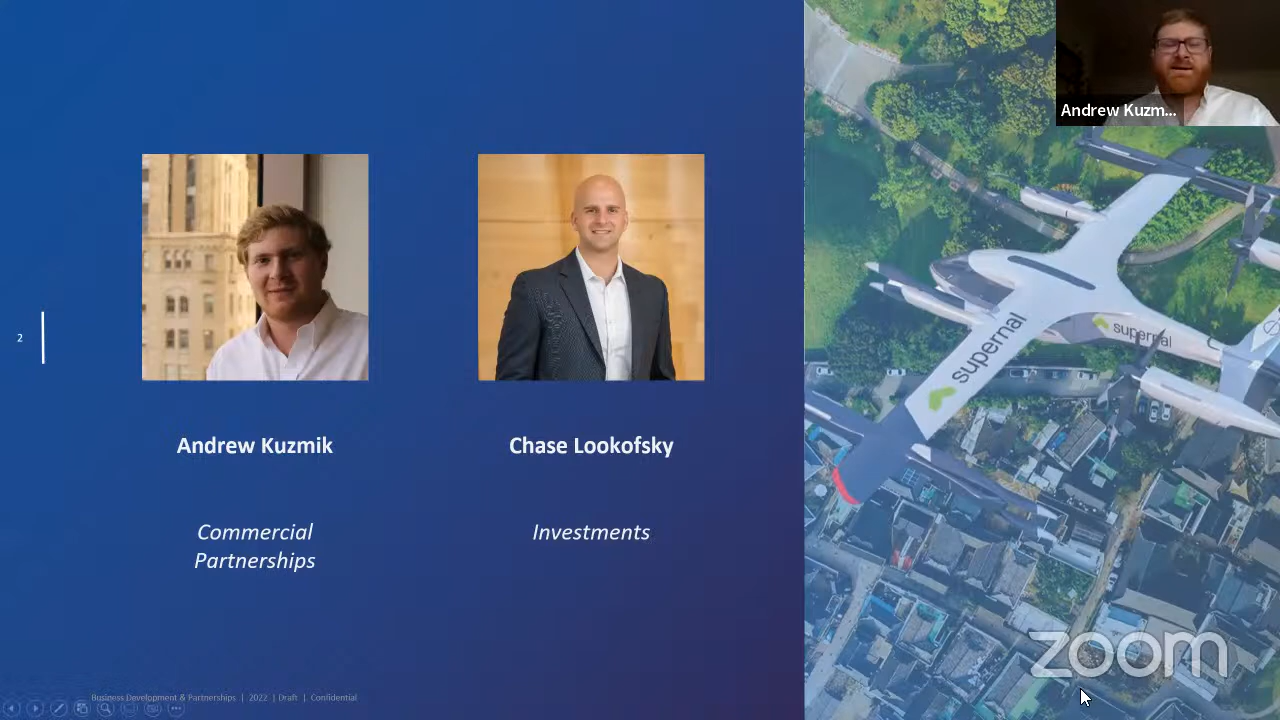 Andrew Kuzm...
supernal
supernal
2
Andrew Kuzmik
Chase Lookofsky
Commercial
Partnerships
Investments
zoom
Business Development & Partnerships | 2022 | Draft | Confidential